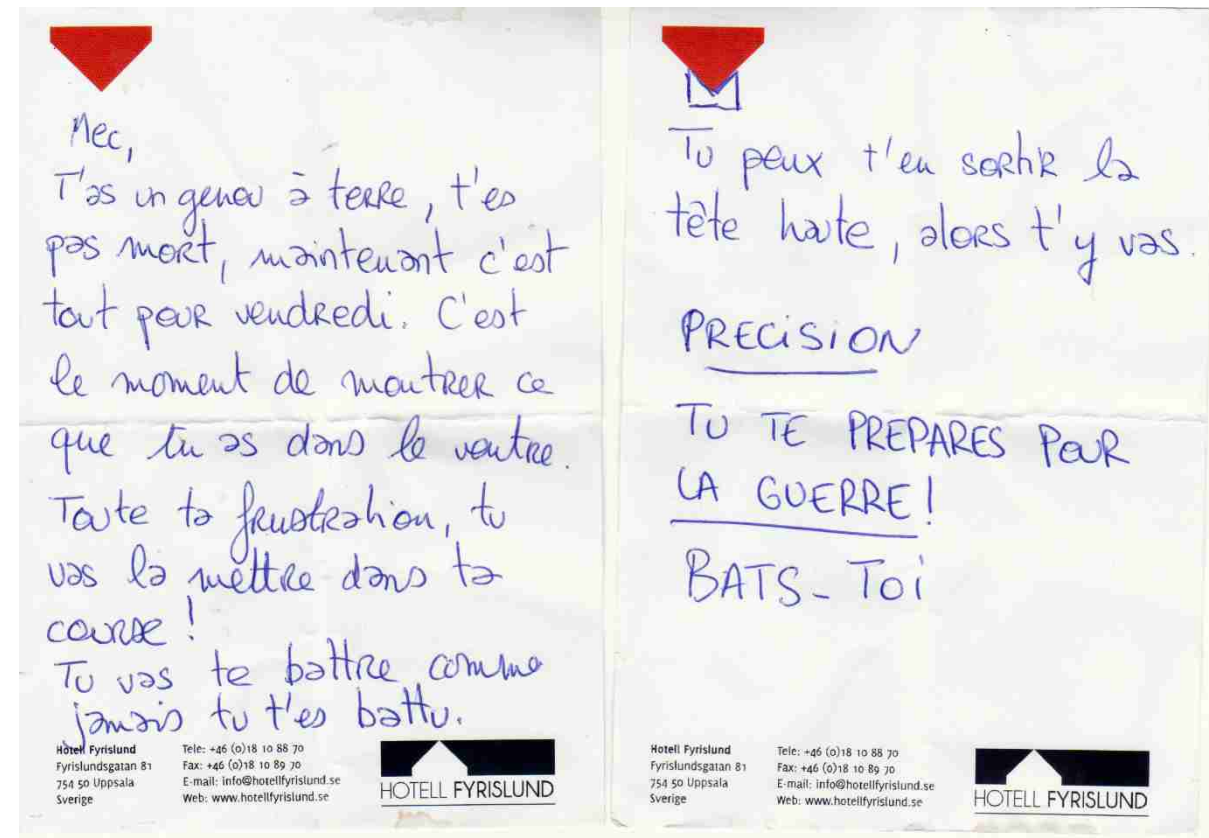 Mec,
T'as un genou à terre, t'es
pas mort, maintenant c'est
tout pour vendredi. C'est
le moment de montrer ce
que tu as dans le ventre.
Toute ta frustration, tu
vas la mettre dans ta
course !
Tu vas te battre comme
jamais tu t'es battu.
Hotell Fyrislund
Fyrislundsgatan 81
754 50 Uppsala
Sverige
Tele: +46 (0)18 10 88 70
Fax: +46 (0)18 10 89 70
E-mail: info@hotellfyrislund.se
Web: www.hotellfyrislund.se
HOTELL FYRISLUND
Tu peux t'en sortir la
tête haute, alors t'y vas.
PRECISION
TU TE PREPARES POUR
LA GUERRE !
BATS-TOI
Hotell Fyrislund
Fyrislundsgatan 81
754 50 Uppsala
Sverige
Tele: +46 (0)18 10 88 70
Fax: +46 (0)18 10 89 70
E-mail: info@hotellfyrislund.se
Web: www.hotellfyrislund.se
HOTELL FYRISLUND